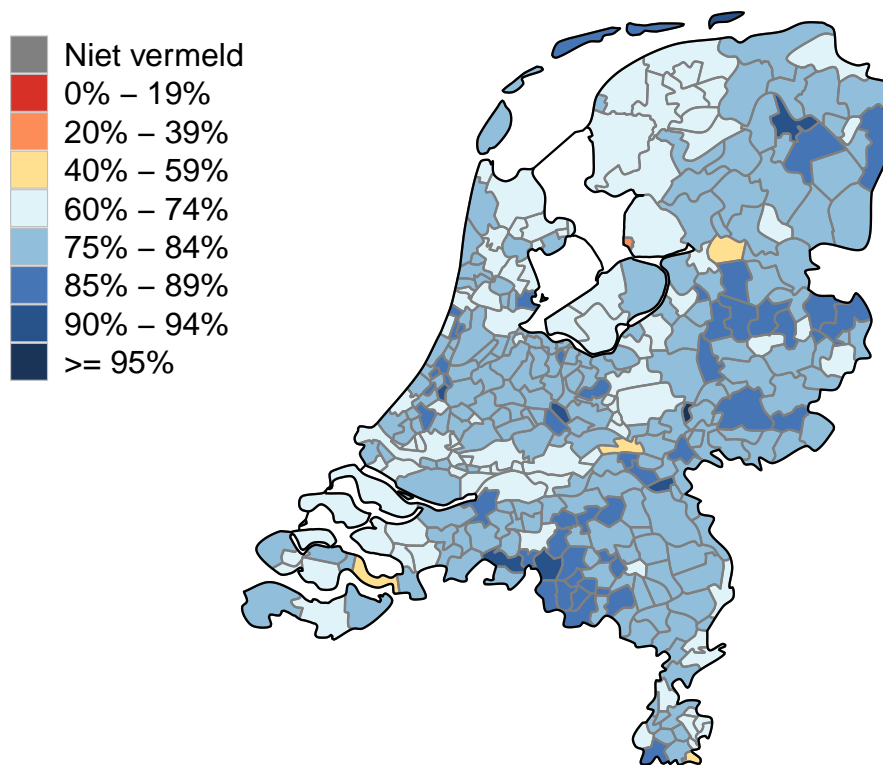 Niet vermeld
0% – 19%
20% – 39%
40% – 59%
60% – 74%
75% – 84%
85% – 89%
90% – 94%
>= 95%